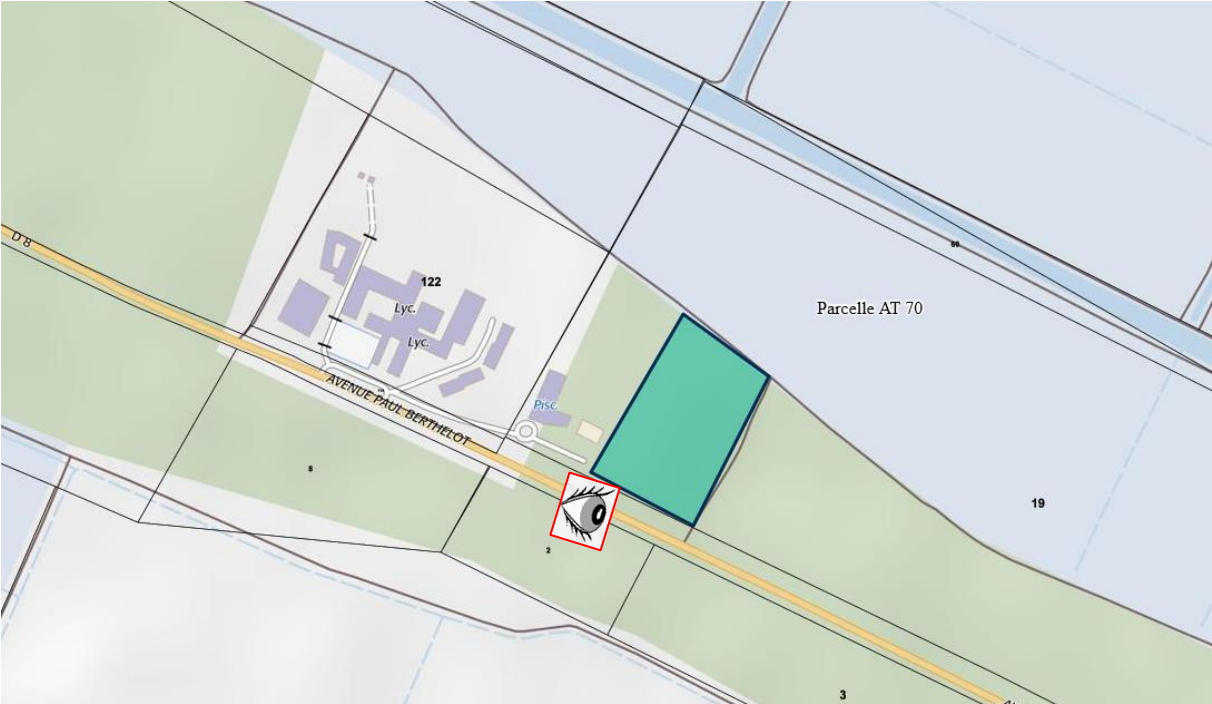 D 8
60
122
Lyc.
Parcelle AT 70
Lyc.
AVENUE PAUL BERTHELOT
Pisc.
8
19
2
3